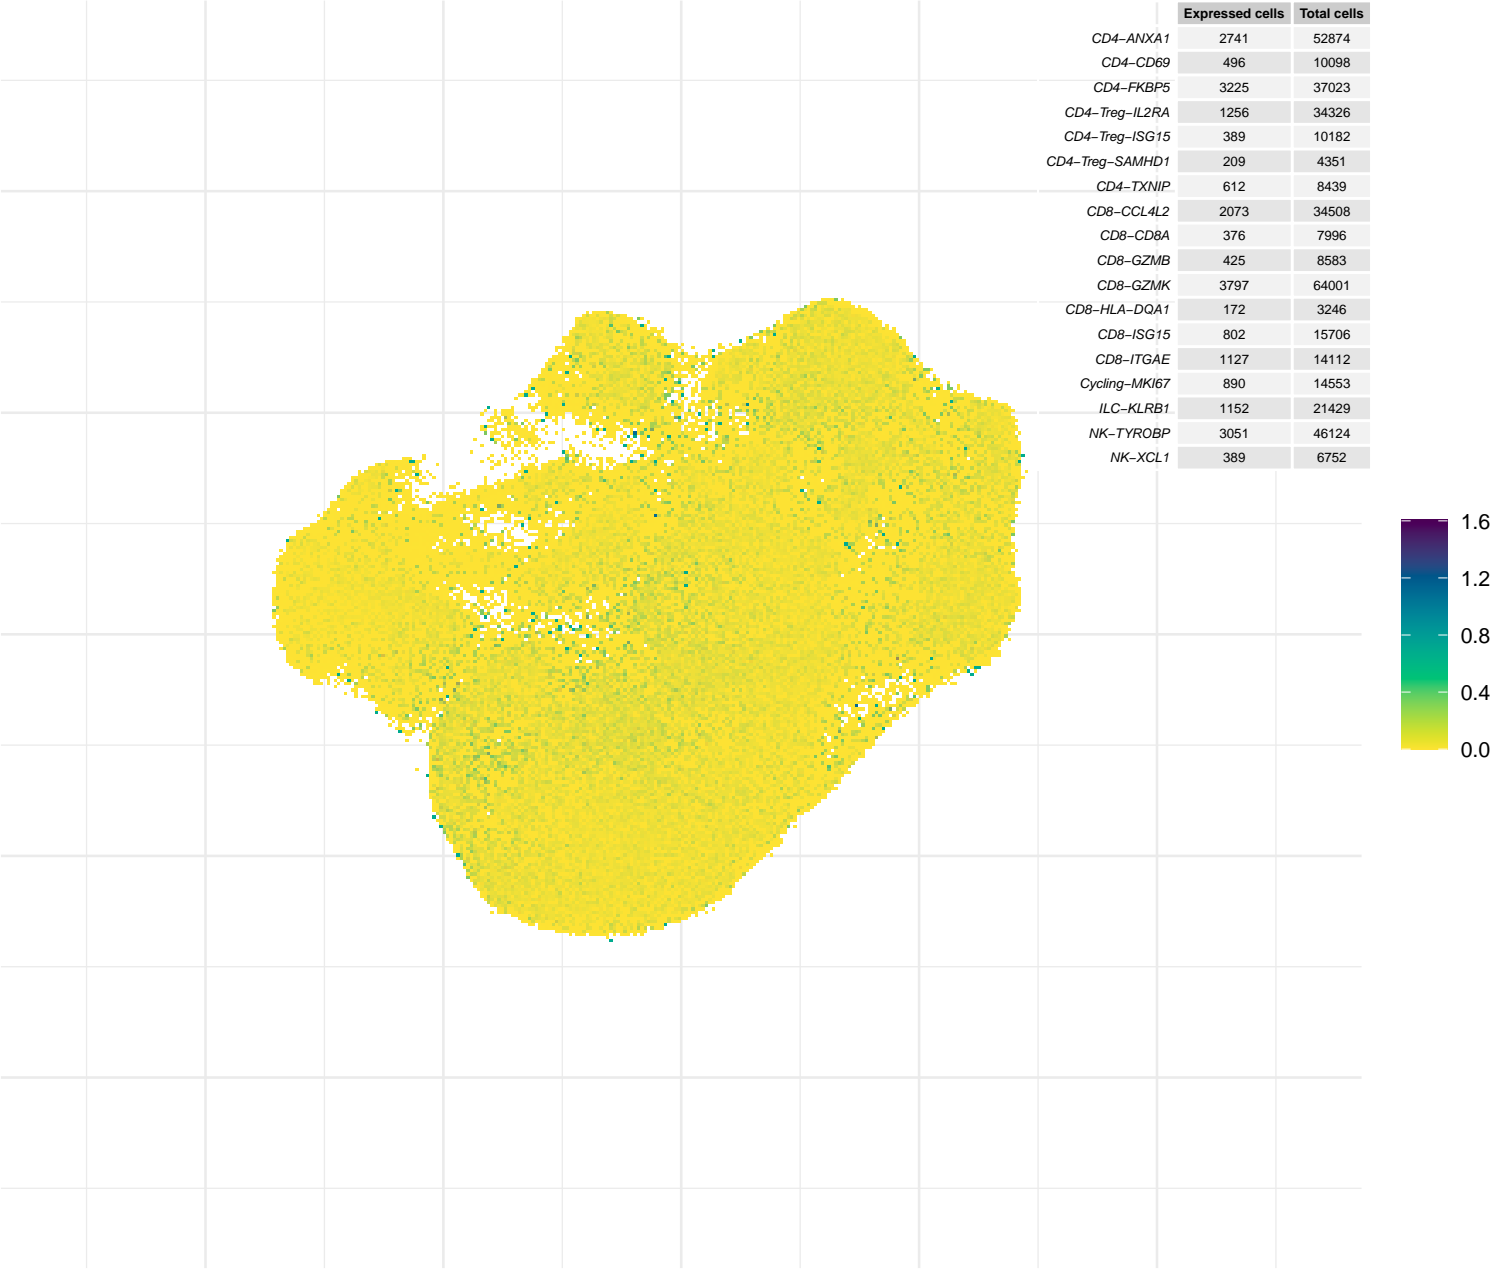 Expressed cells Total cells
CD4−ANXA1 2741 52874
CD4−CD69 496 10098
CD4−FKBP5 3225 37023
CD4−Treg−IL2RA 1256 34326
CD4−Treg−ISG15 389 10182
CD4−Treg−SAMHD1 209 4351
CD4−TXNIP 612 8439
CD8−CCL4L2 2073 34508
CD8−CD8A 376 7996
CD8−GZMB 425 8583
CD8−GZMK 3797 64001
CD8−HLA−DQA1 172 3246
CD8−ISG15 802 15706
CD8−ITGAE 1127 14112
Cycling−MKI67 890 14553
ILC−KLRB1 1152 21429
NK−TYROBP 3051 46124
NK−XCL1 389 6752
1.6
1.2
0.8
0.4
0.0